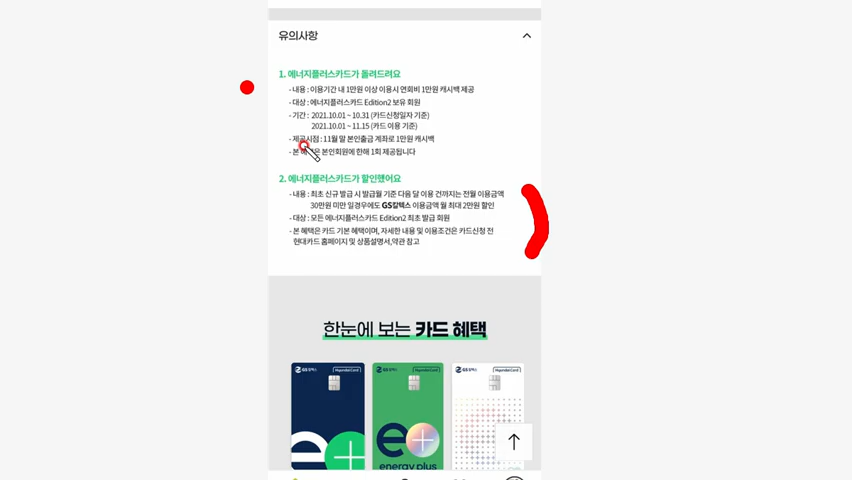 유의사항
1. 에너지플러스카드가 돌려드려요
- 내용 : 이용기간 내 1만원 이상 이용시 연회비 1만원 캐시백 제공
- 대상 : 에너지플러스카드 Edition2 보유 회원
- 기간 : 2021.10.01 ~ 10.31 (카드신청일자 기준)
2021.10.01 ~ 11.15 (카드 이용 기준)
- 제공시점 : 11월 말 본인출금 계좌로 1만원 캐시백
- 본 혜택은 본인회원에 한해 1회 제공됩니다
2. 에너지플러스카드가 할인했어요
- 내용 : 최초 신규 발급 시 발급월 기준 다음 달 이용 건까지는 전월 이용금액
30만원 미만 일경우에도 GS칼텍스 이용금액 월 최대 2만원 할인
- 대상 : 모든 에너지플러스카드 Edition2 최초 발급 회원
- 본 혜택은 카드 기본 혜택이며, 자세한 내용 및 이용조건은 카드신청 전
현대카드 홈페이지 및 상품설명서,약관 참고
한눈에 보는 카드 혜택
GS칼텍스 HyundaiCard
GS칼텍스 HyundaiCard
GS칼텍스 HyundaiCard
e+
eo+
energy plus